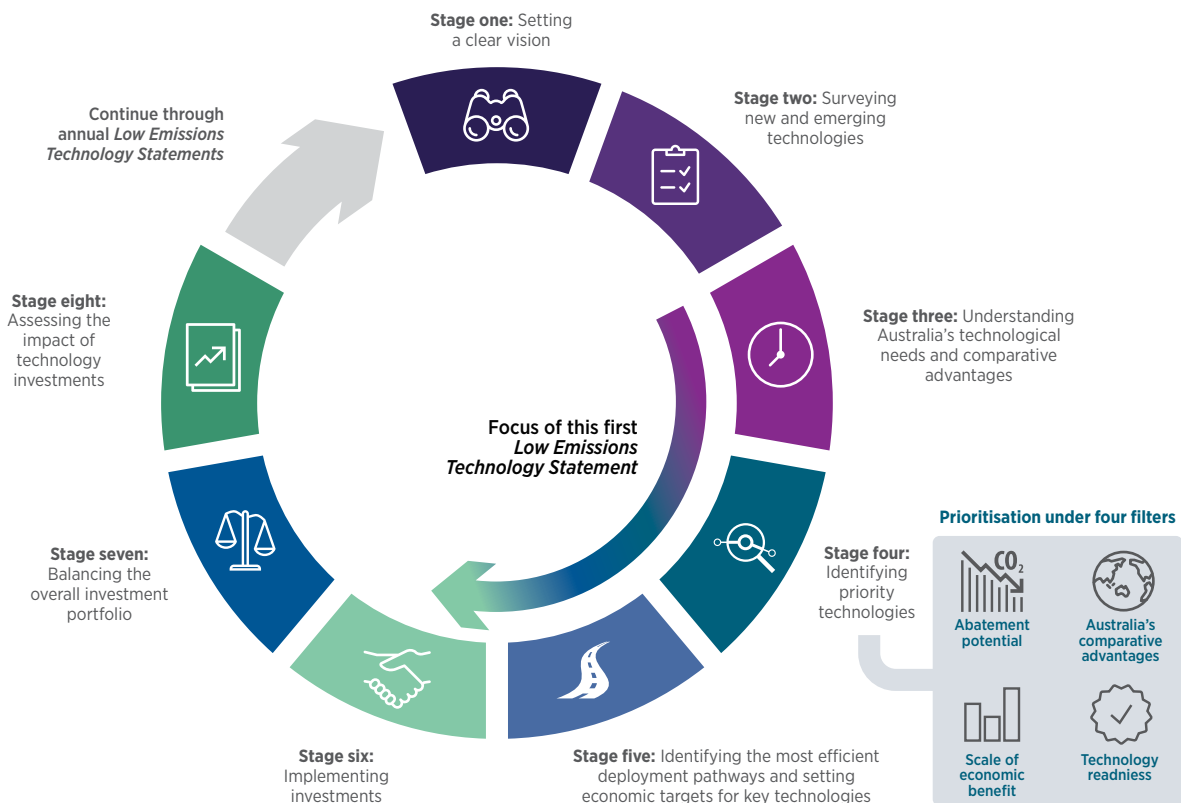 Stage one: Setting
a clear vision
Stage two: Surveying
new and emerging
technologies
Stage three: Understanding
Australia's technological
needs and comparative
advantages
Stage four:
Identifying
priority
technologies
Prioritisation under four filters
CO₂
Abatement
potential
Australia's
comparative
advantages
Scale of
economic
benefit
Technology
readniess
Stage five: Identifying the most efficient
deployment pathways and setting
economic targets for key technologies
Stage six:
Implementing
investments
Stage seven:
Balancing the
overall investment
portfolio
Stage eight:
Assessing the
impact of
technology
investments
Continue through
annual Low Emissions
Technology Statements
Focus of this first
Low Emissions
Technology Statement